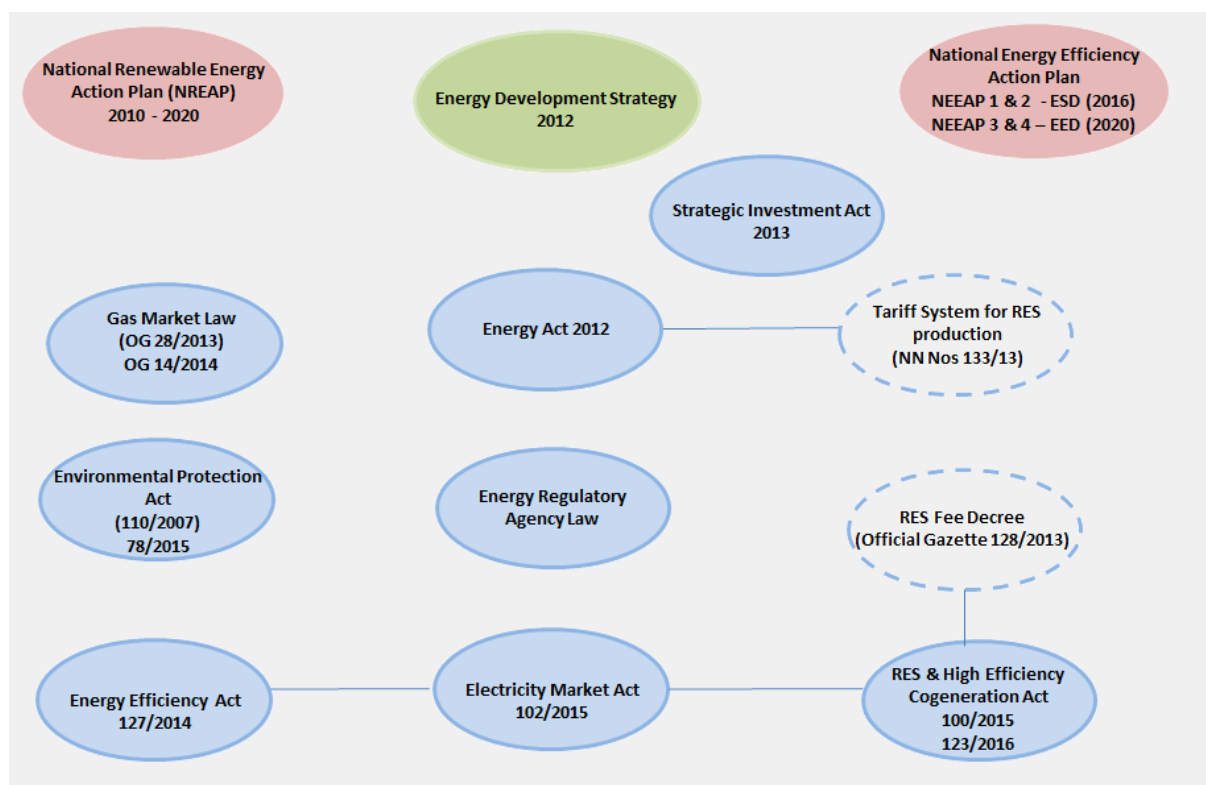 National Renewable Energy
Action Plan (NREAP)
2010 - 2020
Energy Development Strategy
2012
National Energy Efficiency
Action Plan
NEEAP 1 & 2 - ESD (2016)
NEEAP 3 & 4 – EED (2020)
Strategic Investment Act
2013
Gas Market Law
(OG 28/2013)
OG 14/2014
Energy Act 2012
Tariff System for RES
production
(NN Nos 133/13)
Environmental Protection
Act
(110/2007)
78/2015
Energy Regulatory
Agency Law
RES Fee Decree
(Official Gazette 128/2013)
Energy Efficiency Act
127/2014
Electricity Market Act
102/2015
RES & High Efficiency
Cogeneration Act
100/2015
123/2016